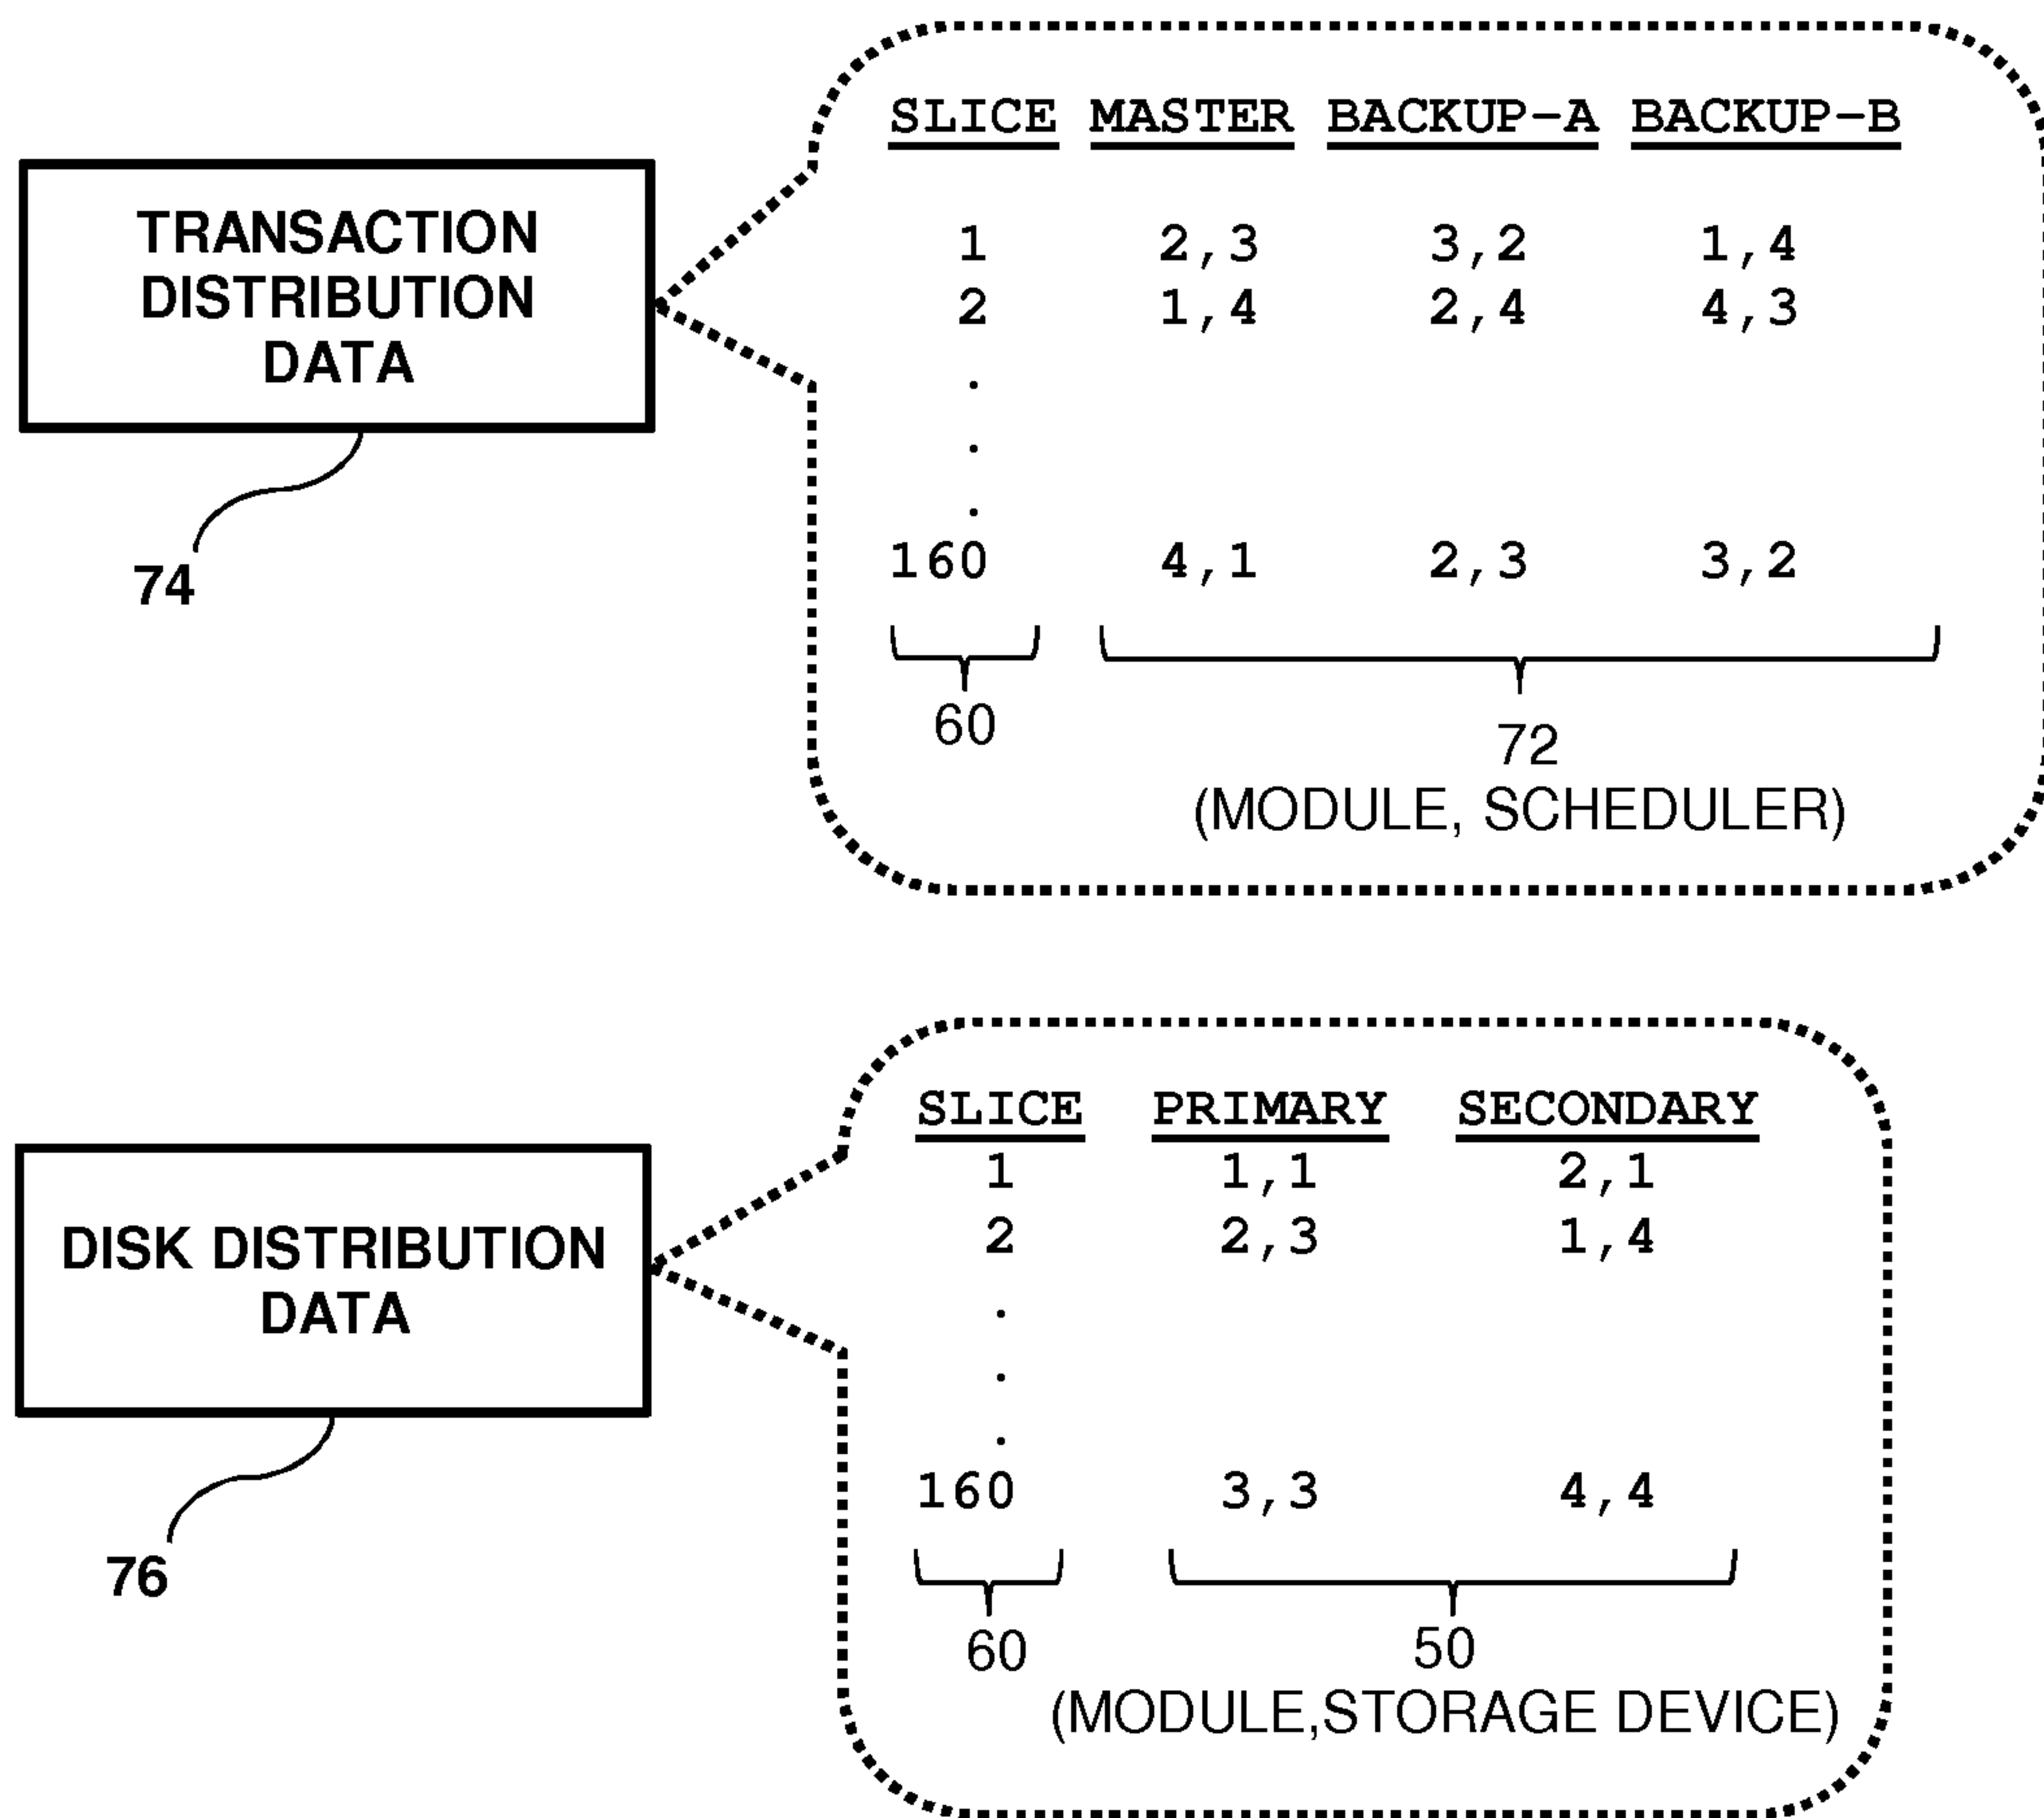 TRANSACTION
DISTRIBUTION
DATA
74
SLICE MASTER BACKUP-A BACKUP-B
1 2,3 3,2 1,4
2 1,4 2,4 4,3
.
.
.
160 4,1 2,3 3,2
60
72
(MODULE, SCHEDULER)
DISK DISTRIBUTION
DATA
76
SLICE PRIMARY SECONDARY
1 1,1 2,1
2 2,3 1,4
.
.
.
160 3,3 4,4
60
50
(MODULE,STORAGE DEVICE)